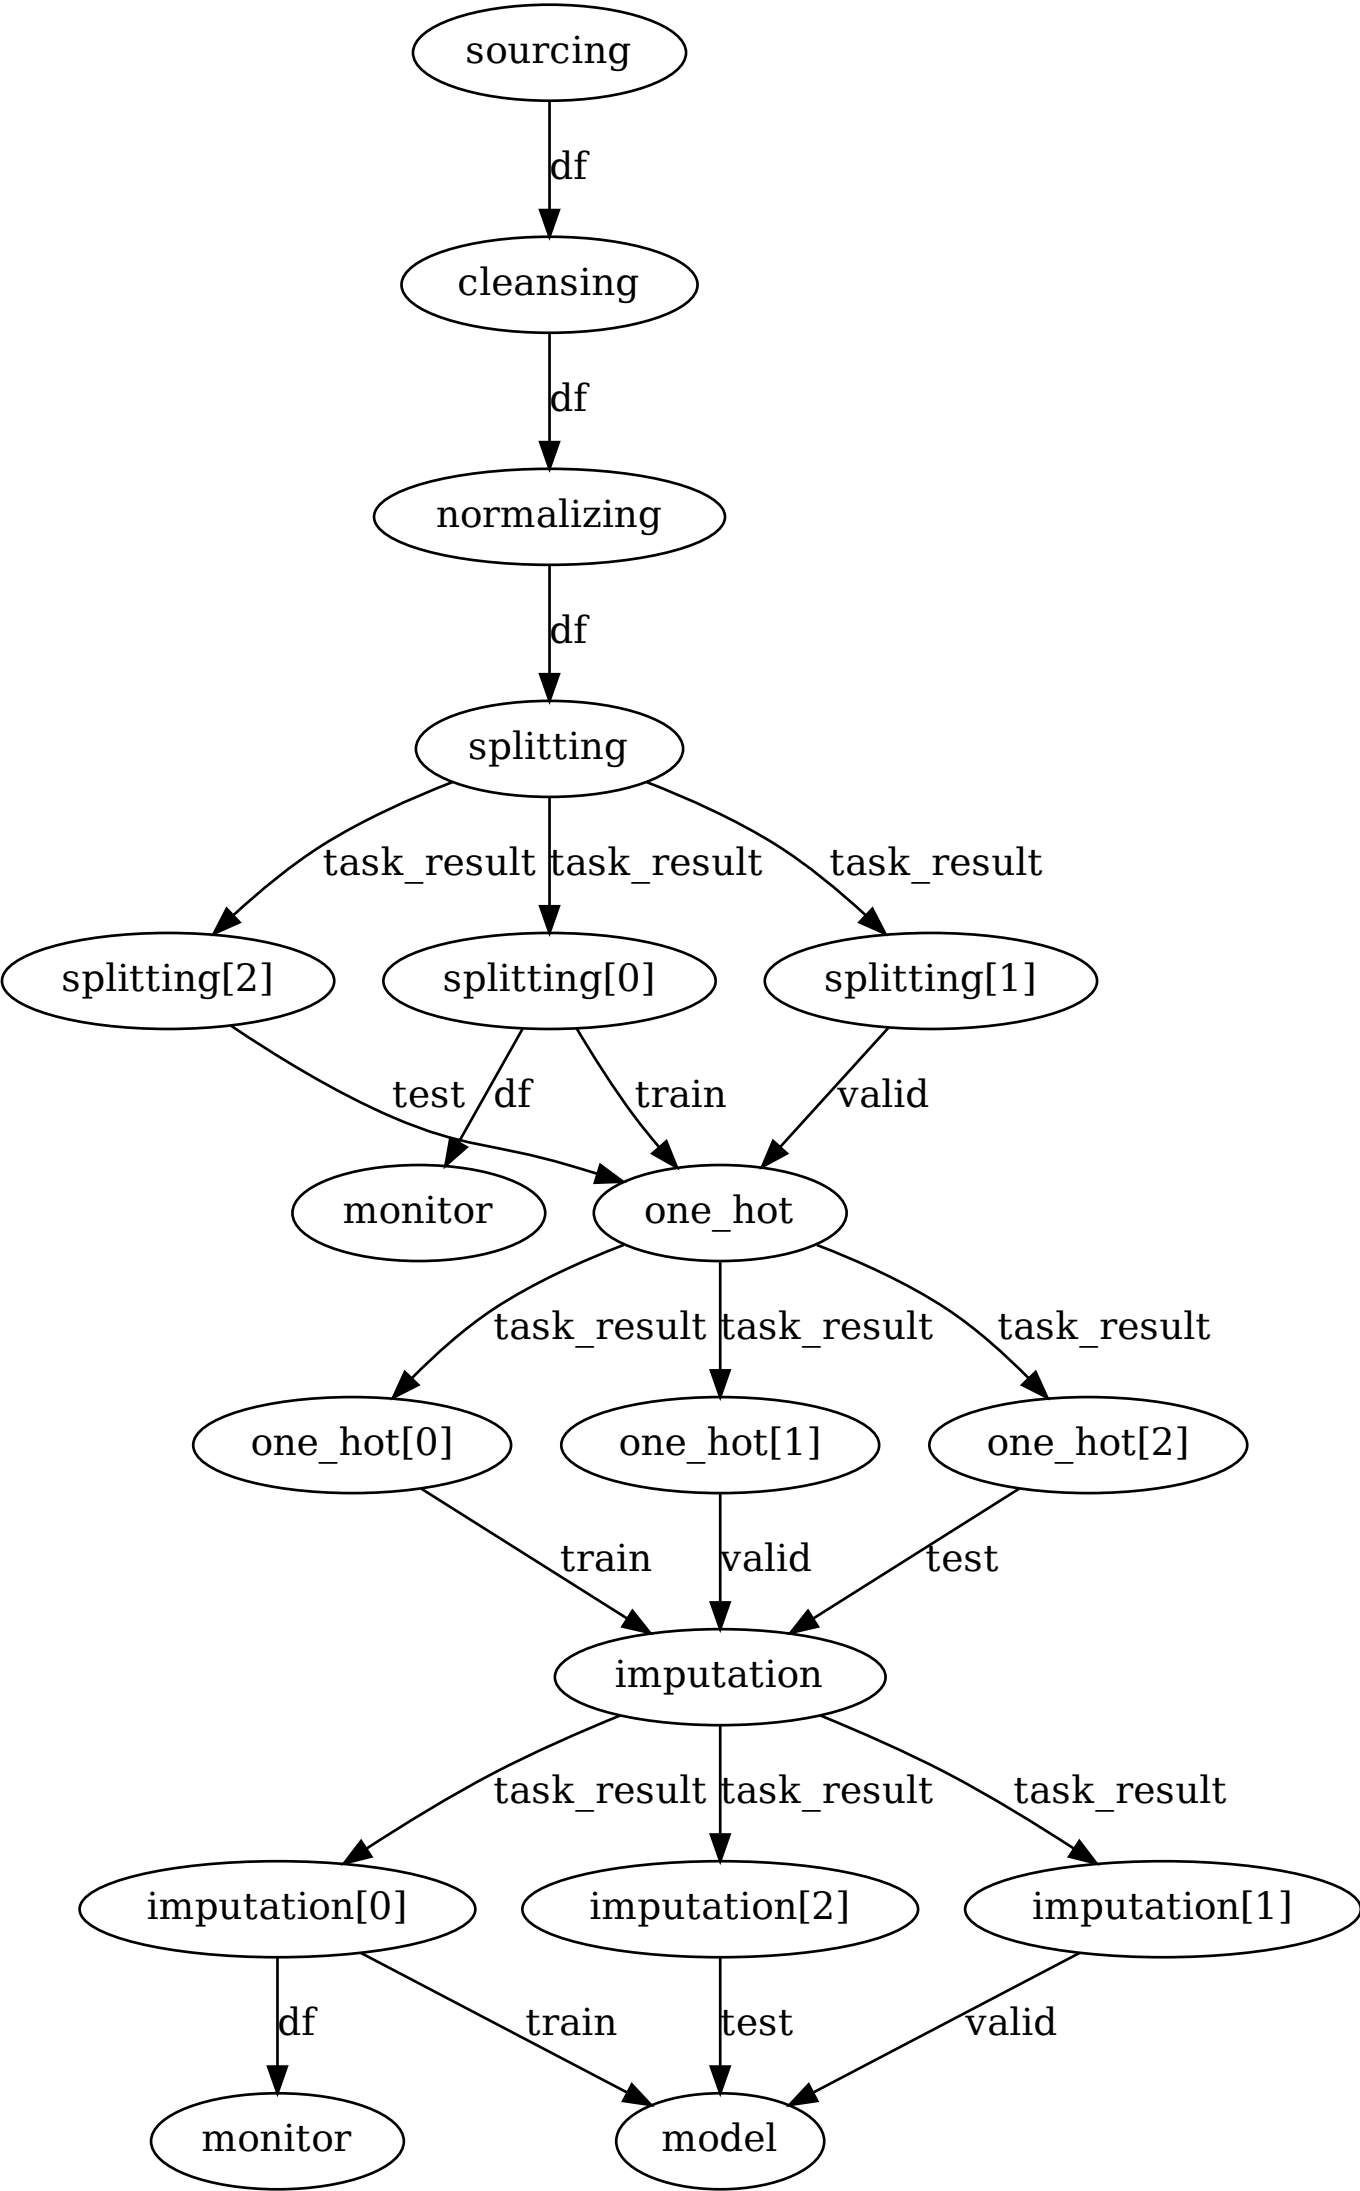 sourcing
df
cleansing
df
normalizing
df
splitting
task_result task_result task_result
splitting[2] splitting[0] splitting[1]
test df train valid
monitor one_hot
task_result task_result task_result
one_hot[0] one_hot[1] one_hot[2]
train valid test
imputation
task_result task_result task_result
imputation[0] imputation[2] imputation[1]
df train test valid
monitor model